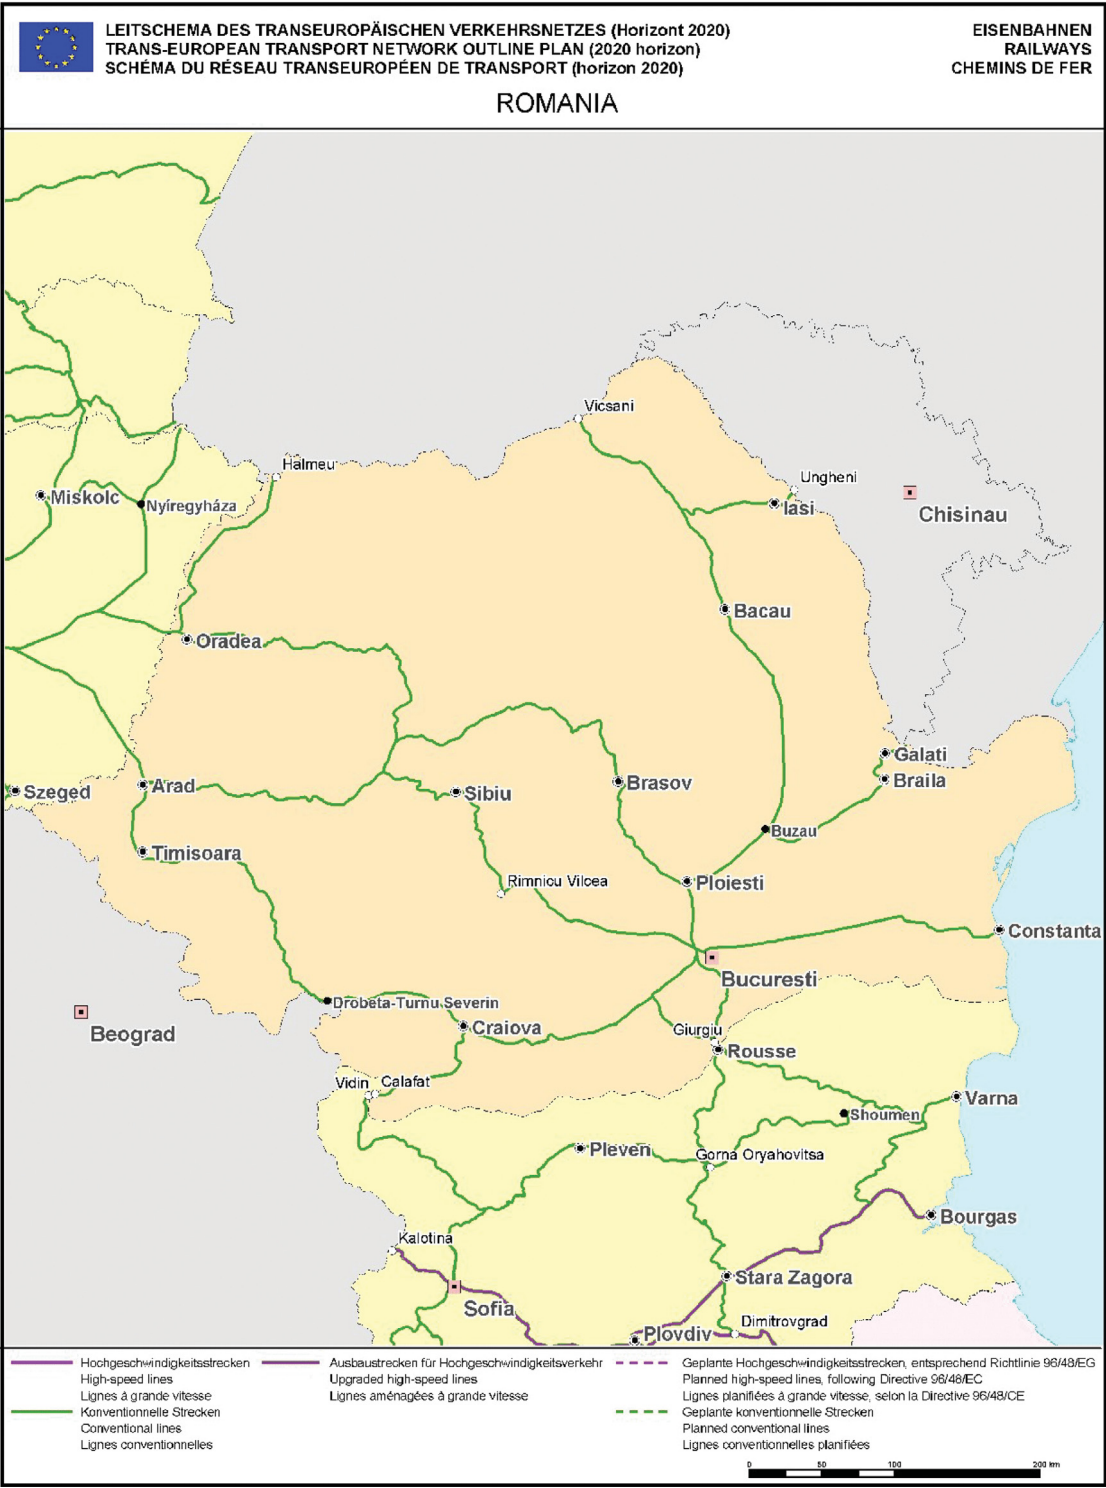 LEITSCHEMA DES TRANSEUROPÄISCHEN VERKEHRSNETZES (Horizont 2020)
TRANS-EUROPEAN TRANSPORT NETWORK OUTLINE PLAN (2020 horizon)
SCHÉMA DU RÉSEAU TRANSEUROPÉEN DE TRANSPORT (horizon 2020)
EISENBAHNEN
RAILWAYS
CHEMINS DE FER
ROMANIA
Vicsani
Halmeu
Ungheni
Miskolc
Nyíregyháza
Iasi
Chisinau
Bacau
Oradea
Galati
Braila
Szeged
Arad
Sibiu
Brasov
Buzau
Timisoara
Rimnicu Vilcea
Ploiesti
Constanta
Bucuresti
Drobeta-Turnu Severin
Beograd
Craiova
Giurgiu
Rousse
Vidin
Calafat
Varna
Shoumen
Pleven
Gorna Oryahovitsa
Bourgas
Kalotina
Stara Zagora
Sofia
Plovdiv
Dimitrovgrad
Hochgeschwindigkeitsstrecken
High-speed lines
Lignes à grande vitesse
Konventionnelle Strecken
Conventional lines
Lignes conventionnelles
Ausbaustrecken für Hochgeschwindigkeitsverkehr
Upgraded high-speed lines
Lignes aménagées à grande vitesse
Geplante Hochgeschwindigkeitsstrecken, entsprechend Richtlinie 96/48/EG
Planned high-speed lines, following Directive 96/48/EC
Lignes planifiées à grande vitesse, selon la Directive 96/48/CE
Geplante konventionelle Strecken
Planned conventional lines
Lignes conventionnelles planifiées
0 50 100 200 km